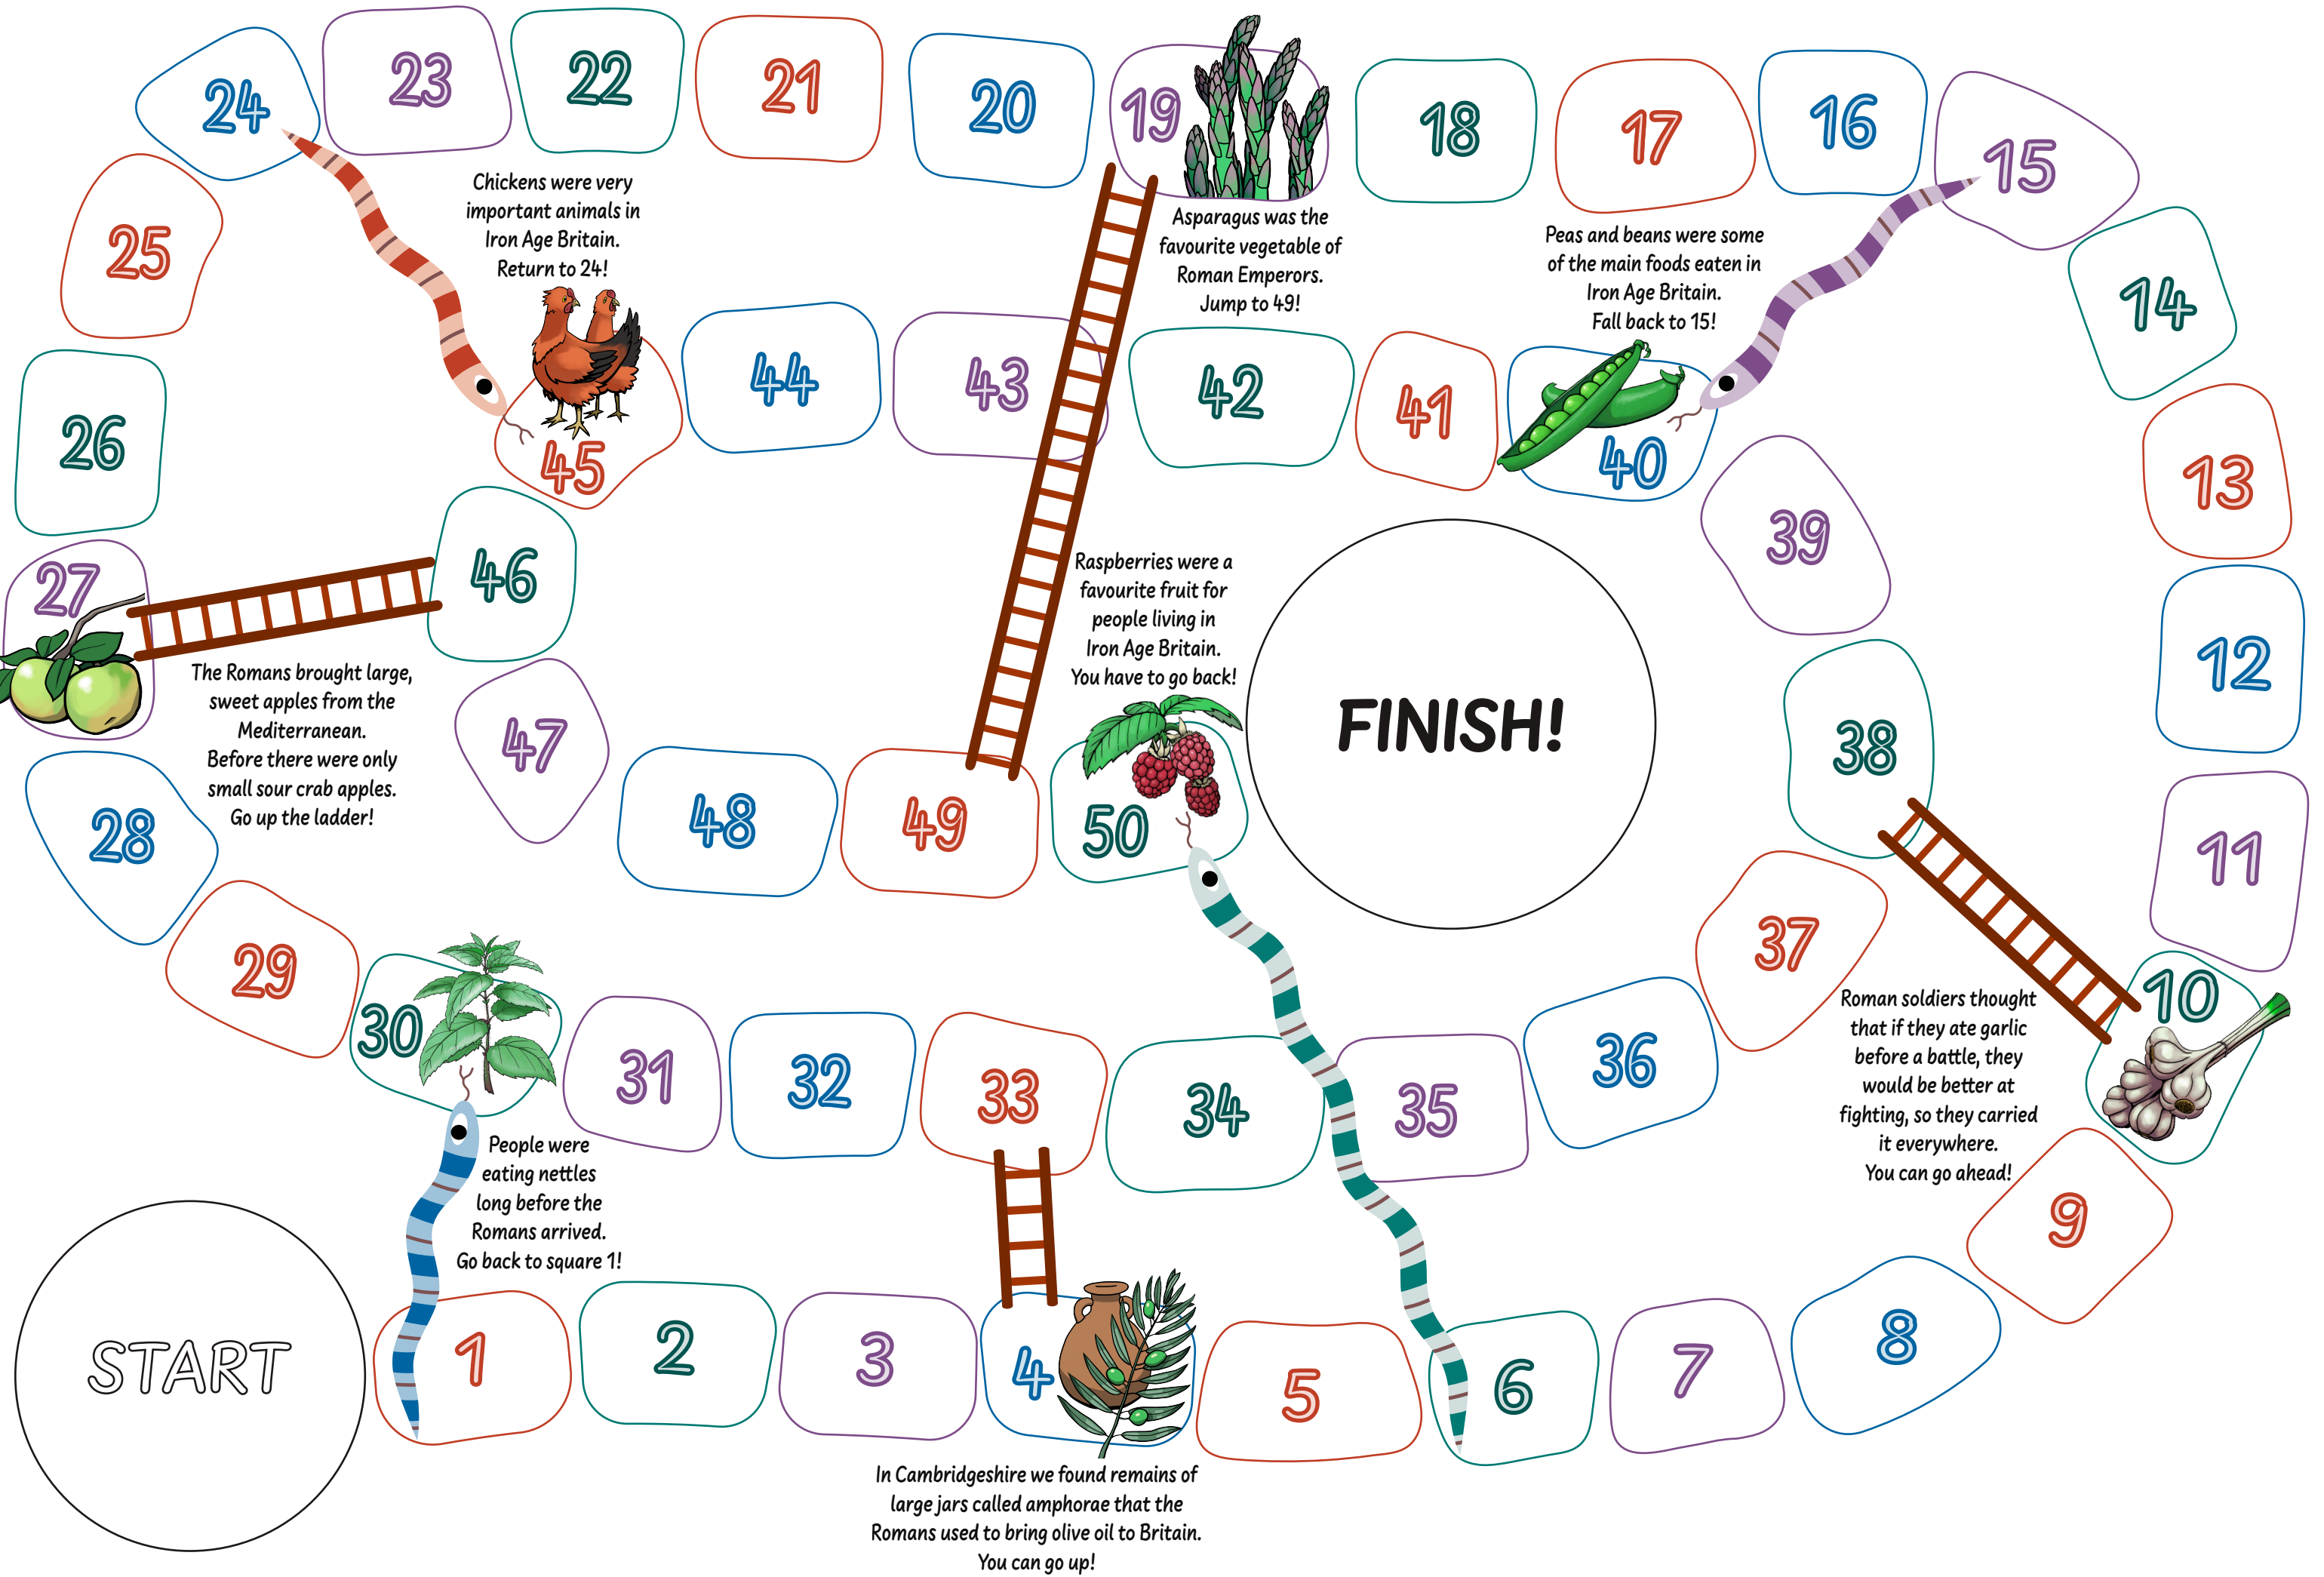 24
23
22
21
20
19
18
17
16
15
14
13
12
11
10
9
8
7
6
5
4
3
2
1
START
25
26
27
28
29
30
31
32
33
34
35
36
37
38
39
40
41
42
43
44
45
46
47
48
49
50
FINISH!
Chickens were very
important animals in
Iron Age Britain.
Return to 24!
Asparagus was the
favourite vegetable of
Roman Emperors.
Jump to 49!
Peas and beans were some
of the main foods eaten in
Iron Age Britain.
Fall back to 15!
Raspberries were a
favourite fruit for
people living in
Iron Age Britain.
You have to go back!
The Romans brought large,
sweet apples from the
Mediterranean.
Before there were only
small sour crab apples.
Go up the ladder!
Roman soldiers thought
that if they ate garlic
before a battle, they
would be better at
fighting, so they carried
it everywhere.
You can go ahead!
People were
eating nettles
long before the
Romans arrived.
Go back to square 1!
In Cambridgeshire we found remains of
large jars called amphorae that the
Romans used to bring olive oil to Britain.
You can go up!